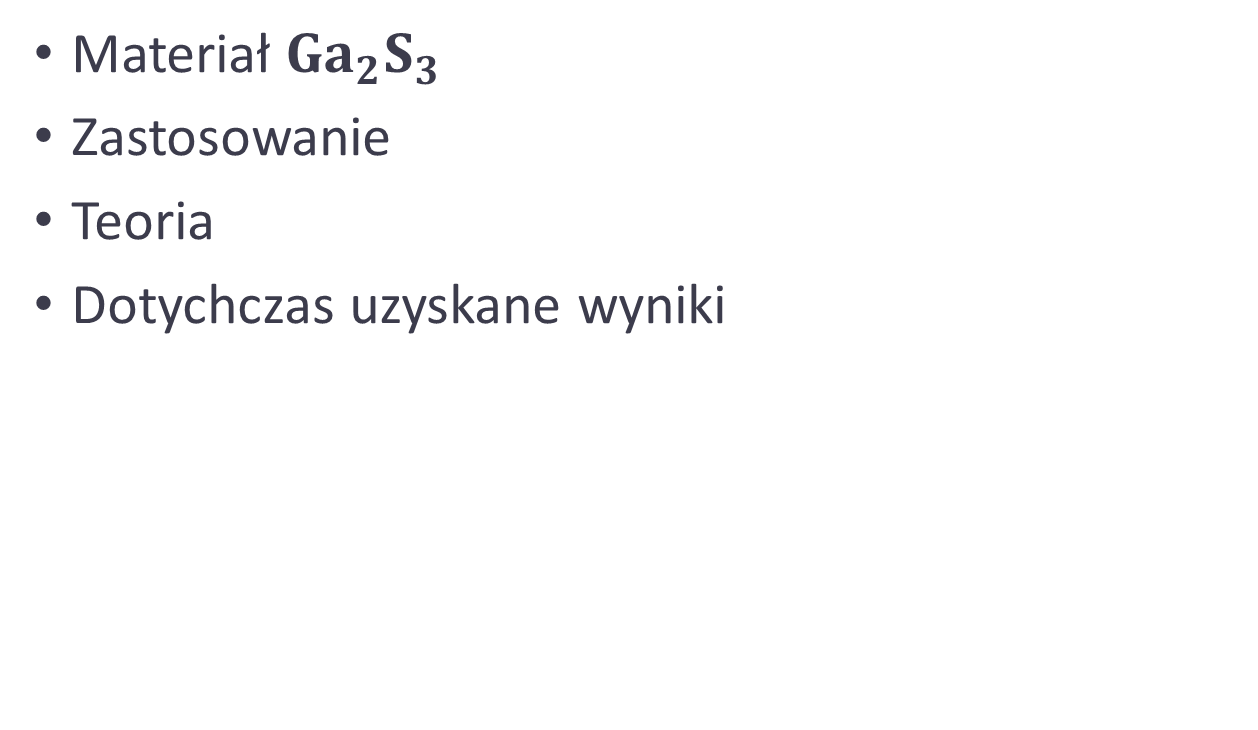 • Materiał Ga₂S₃
• Zastosowanie
• Teoria
• Dotychczas uzyskane wyniki